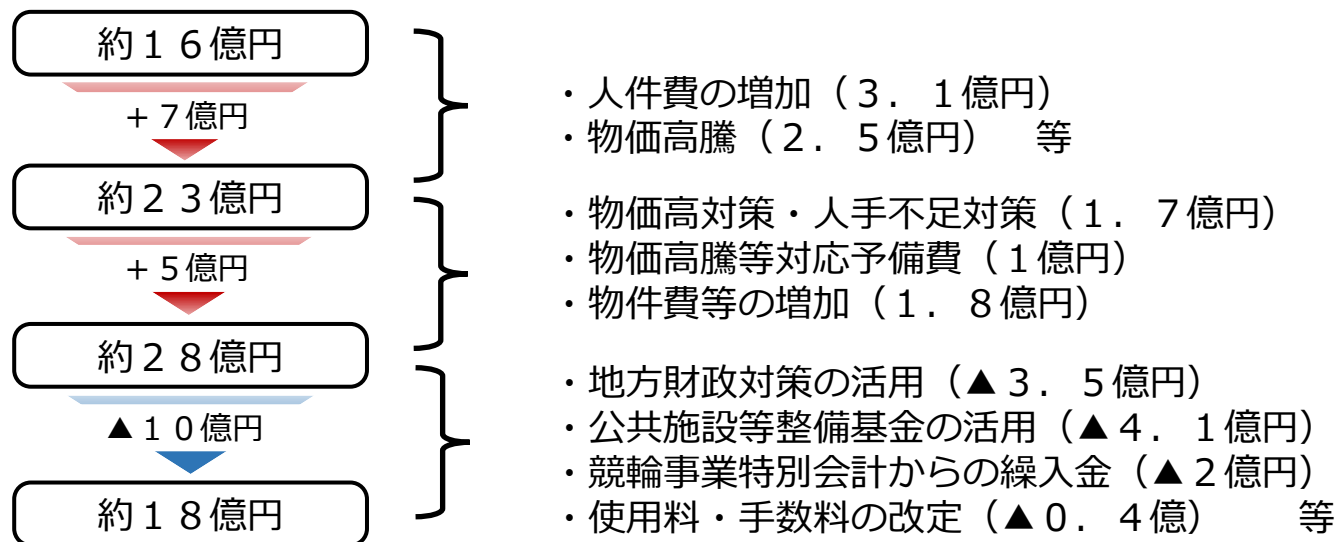 約１６億円
＋７億円
・人件費の増加（３．１億円）
・物価高騰（２．５億円）　等
約２３億円
＋５億円
・物価高対策・人手不足対策（１．７億円）
・物価高騰等対応予備費（１億円）
・物件費等の増加（１．８億円）
約２８億円
▲１０億円
・地方財政対策の活用（▲３．５億円）
・公共施設等整備基金の活用（▲４．１億円）
・競輪事業特別会計からの繰入金（▲２億円）
・使用料・手数料の改定（▲０．４億）　　等
約１８億円